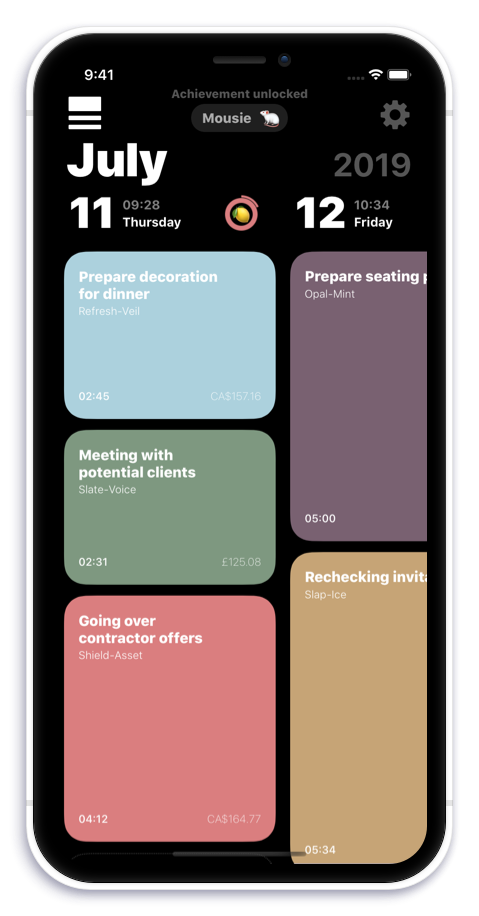 9:41
Achievement unlocked
Mousie
July
2019
11
09:28
Thursday
12
10:34
Friday
Prepare decoration
for dinner
Refresh-Veil
02:45
CA$157.16
Meeting with
potential clients
Slate-Voice
02:31
£125.08
Going over
contractor offers
Shield-Asset
04:12
CA$164.77
Prepare seating p
Opal-Mint
05:00
Rechecking invita
Slap-Ice
05:34